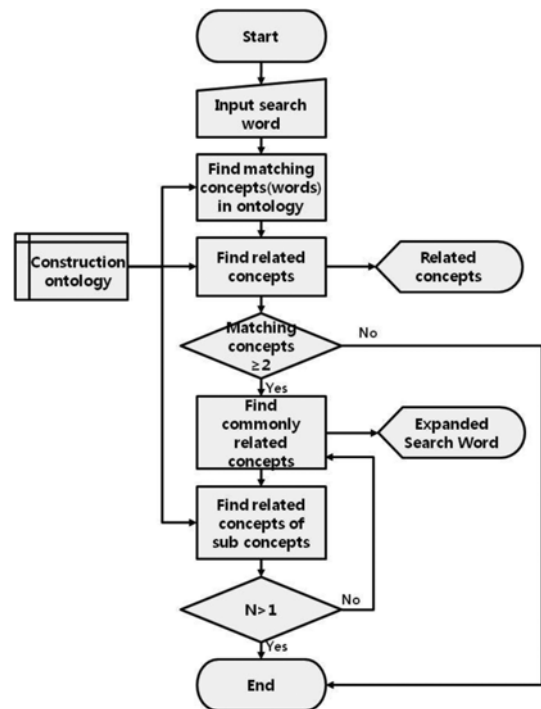 Start
Input search
word
Find matching
concepts(words)
in ontology
Construction
ontology
Find related
concepts
Related
concepts
Matching
concepts
≥2
No
Yes
Find
commonly
related
concepts
Expanded
Search Word
Find related
concepts of
sub concepts
N>1
No
Yes
End